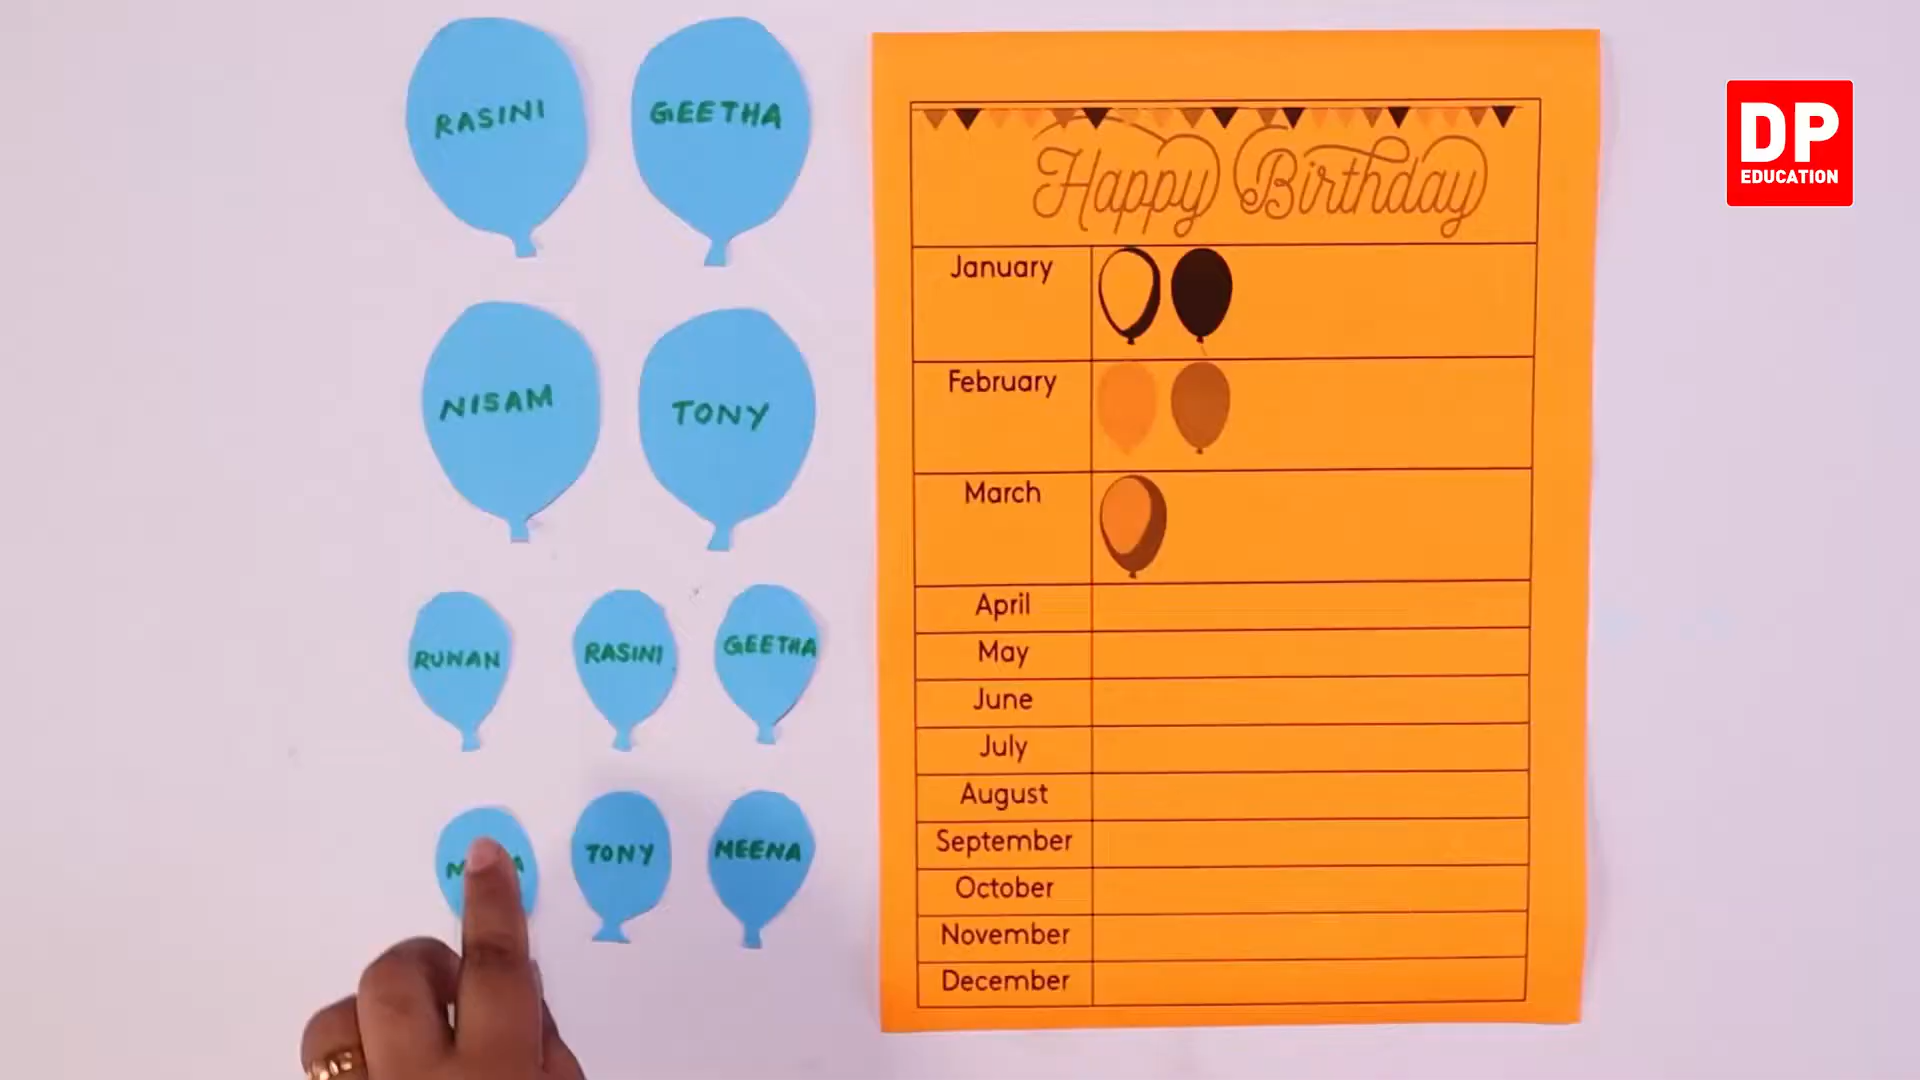 RASINI
GEETHA
NISAM
TONY
RUNAN
RASINI
GEETHA
TONY
MEENA
Happy Birthday
January
February
March
April
May
June
July
August
September
October
November
December
DP
EDUCATION